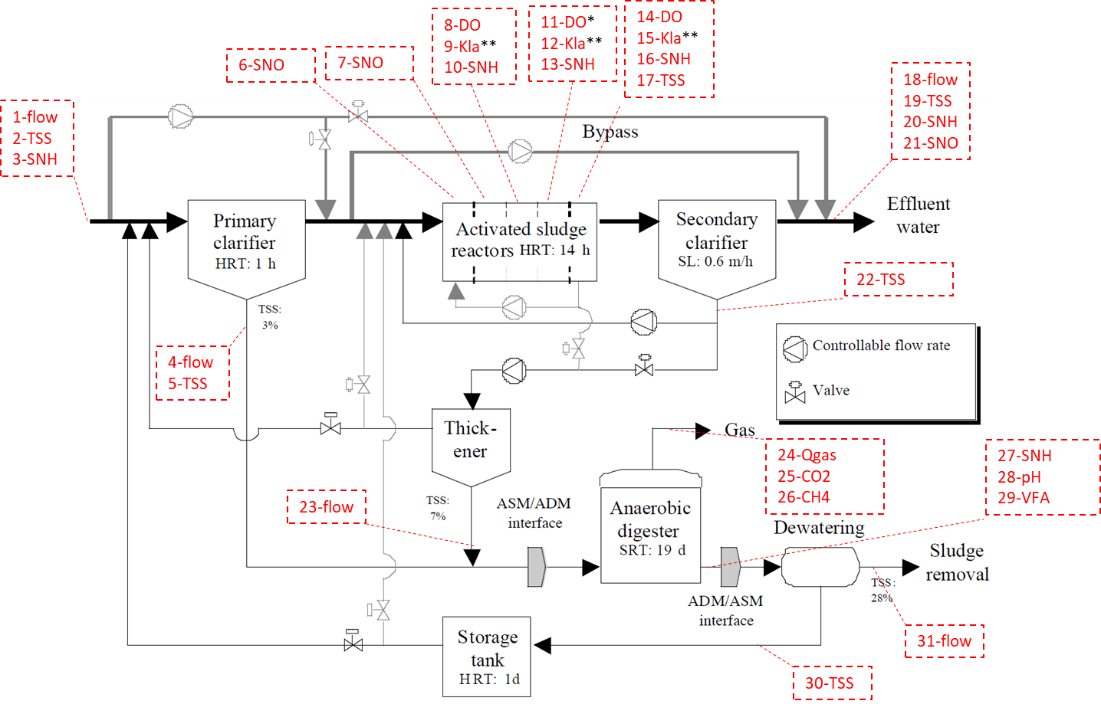 8-DO
9-Kla**
10-SNH
11-DO*
12-Kla**
13-SNH
14-DO
15-Kla**
16-SNH
17-TSS
6-SNO
7-SNO
18-flow
19-TSS
20-SNH
21-SNO
1-flow
2-TSS
3-SNH
Bypass
Primary
clarifier
HRT: 1 h
Activated sludge
reactors HRT: 14 h
Secondary
clarifier
SL: 0.6 m/h
Effluent
water
22-TSS
TSS:
3%
4-flow
5-TSS
Controllable flow rate
Valve
Thick-
ener
Gas
24-Qgas
25-CO2
26-CH4
27-SNH
28-pH
29-VFA
23-flow
TSS:
7%
ASM/ADM
interface
Anaerobic
digester
SRT: 19 d
Dewatering
Sludge
removal
TSS:
28%
ADM/ASM
interface
31-flow
Storage
tank
HRT: 1d
30-TSS